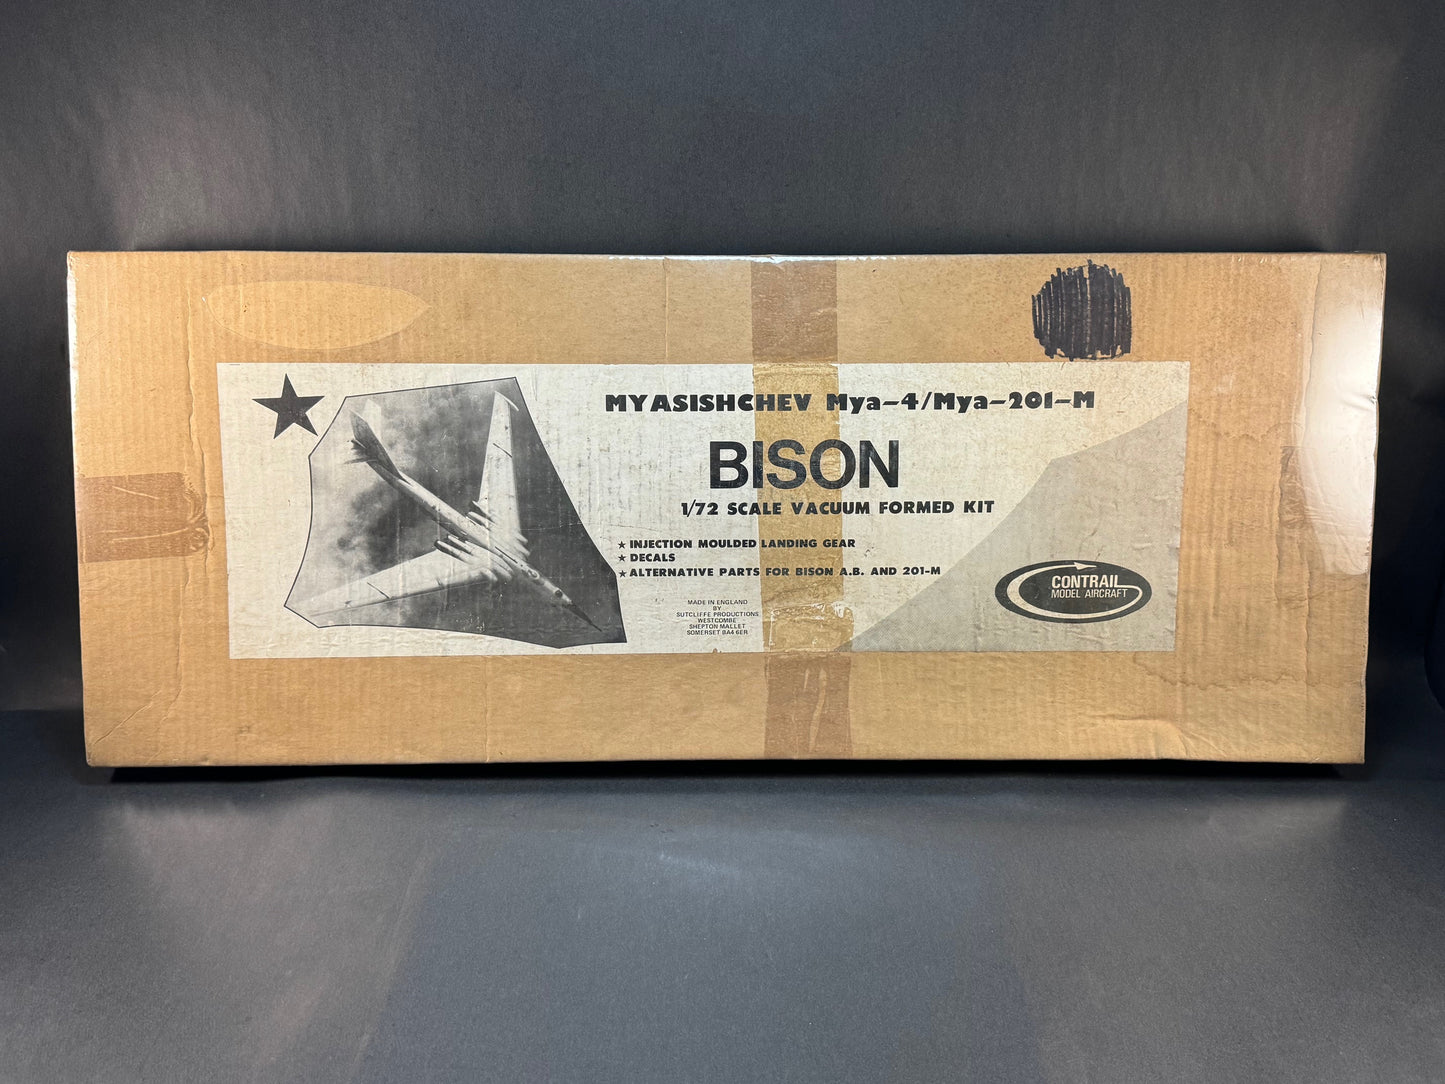 MYASISHCHEV Mya-4/Mya-201-M
BISON
1/72 SCALE VACUUM FORMED KIT
★ INJECTION MOULDED LANDING GEAR
★ DECALS
★ ALTERNATIVE PARTS FOR BISON A.B. AND 201-M
MADE IN ENGLAND
BY
SUTCLIFFE PRODUCTIONS
WESTCOMBE
SHEPTON MALLET
SOMERSET BA4 6ER
CONTRAIL
MODEL AIRCRAFT